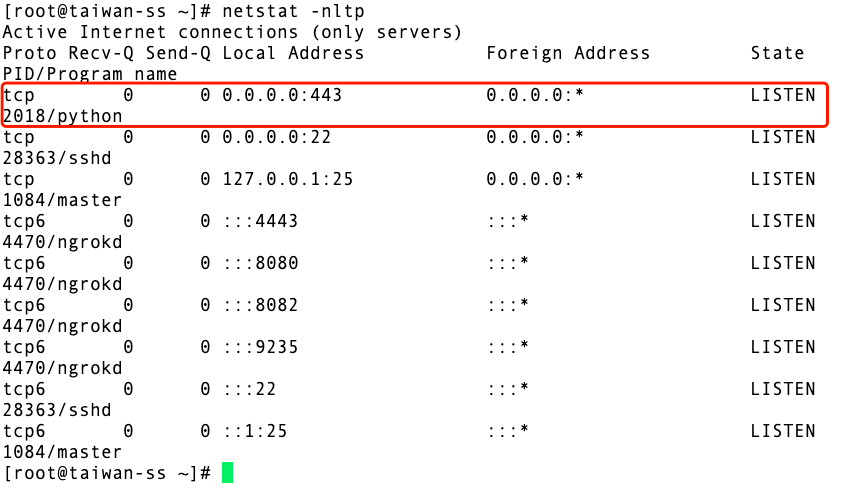 [root@taiwan-ss ~]# netstat -nltp
Active Internet connections (only servers)
Proto Recv-Q Send-Q Local Address           Foreign Address         State
PID/Program name
tcp        0      0 0.0.0.0:443             0.0.0.0:*               LISTEN
2018/python
tcp        0      0 0.0.0.0:22              0.0.0.0:*               LISTEN
28363/sshd
tcp        0      0 127.0.0.1:25            0.0.0.0:*               LISTEN
1084/master
tcp6       0      0 :::4443                 :::*                    LISTEN
4470/ngrokd
tcp6       0      0 :::8080                 :::*                    LISTEN
4470/ngrokd
tcp6       0      0 :::8082                 :::*                    LISTEN
4470/ngrokd
tcp6       0      0 :::9235                 :::*                    LISTEN
4470/ngrokd
tcp6       0      0 :::22                   :::*                    LISTEN
28363/sshd
tcp6       0      0 ::1:25                  :::*                    LISTEN
1084/master
[root@taiwan-ss ~]#